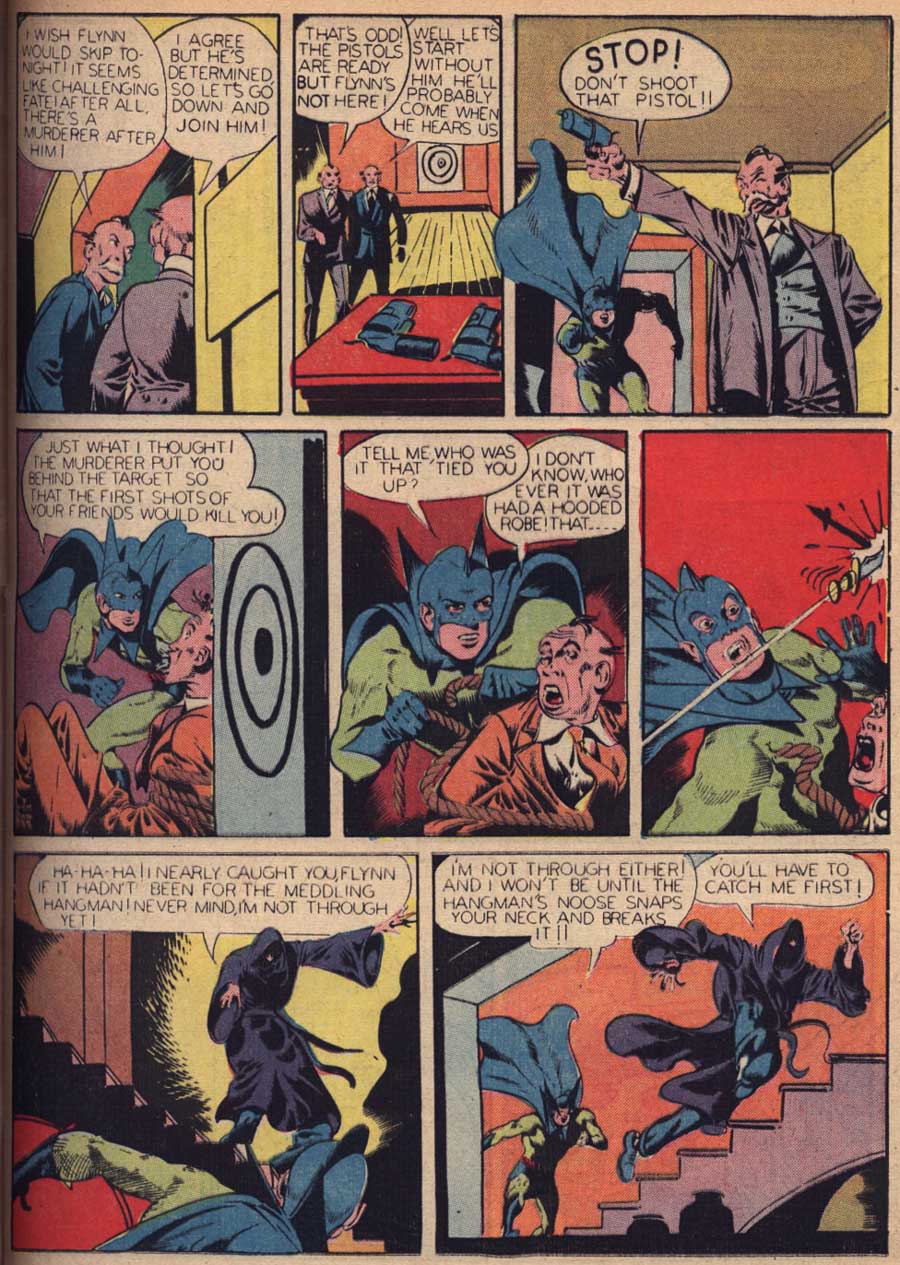 I WISH FLYNN
WOULD SKIP TO-
NIGHT! IT SEEMS
LIKE CHALLENGING
FATE! AFTER ALL,
THERE'S A
MURDERER AFTER
HIM!
I AGREE
BUT HE'S
DETERMINED
SO LET'S GO
DOWN AND
JOIN HIM!
THAT'S ODD!
THE PISTOLS
ARE READY
BUT FLYNN'S
NOT HERE!
WELL LET'S
START
WITHOUT
HIM HE'LL
PROBABLY
COME WHEN
HE HEARS US
STOP!
DON'T SHOOT
THAT PISTOL!!
JUST WHAT I THOUGHT!
THE MURDERER PUT YOU
BEHIND THE TARGET SO
THAT THE FIRST SHOTS OF
YOUR FRIENDS WOULD KILL YOU!
TELL ME, WHO WAS
IT THAT TIED YOU
UP?
I DON'T
KNOW, WHO
EVER IT WAS
HAD A HOODED
ROBE! THAT....
HA-HA-HA! I NEARLY CAUGHT YOU, FLYNN
IF IT HADN'T BEEN FOR THE MEDDLING
HANGMAN! NEVER MIND, I'M NOT THROUGH
YET!
I'M NOT THROUGH EITHER!
AND I WON'T BE UNTIL THE
HANGMAN'S NOOSE SNAPS
YOUR NECK AND BREAKS
IT!!
YOU'LL HAVE TO
CATCH ME FIRST!